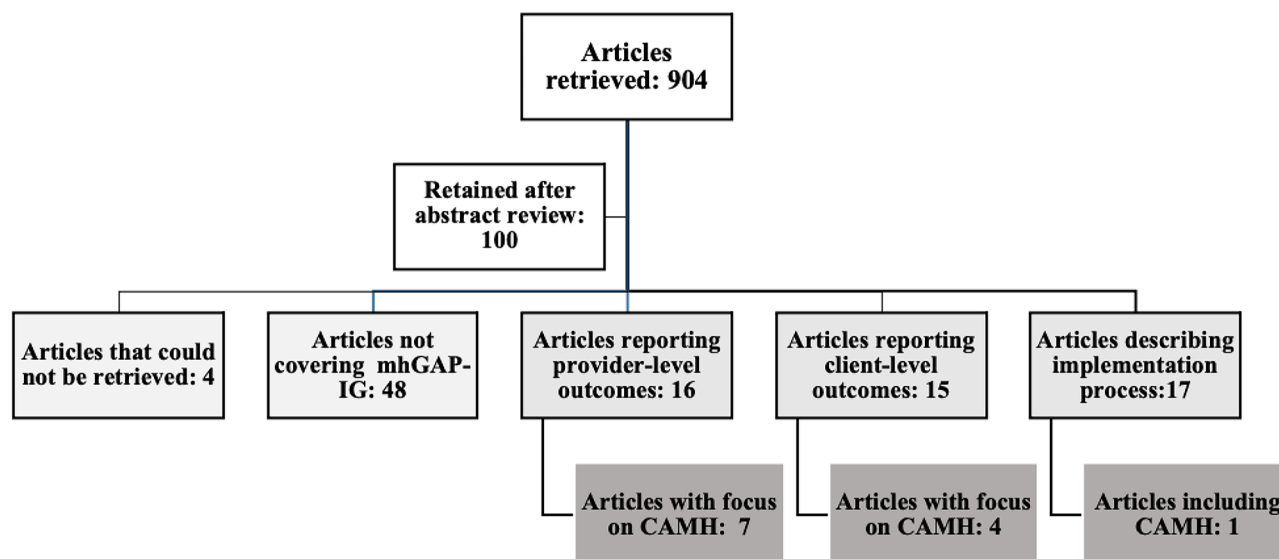 Articles
retrieved: 904
Retained after
abstract review:
100
Articles that could
not be retrieved: 4
Articles not
covering mhGAP-
IG: 48
Articles reporting
provider-level
outcomes: 16
Articles reporting
client-level
outcomes: 15
Articles describing
implementation
process:17
Articles with focus
on CAMH: 7
Articles with focus
on CAMH: 4
Articles including
CAMH: 1